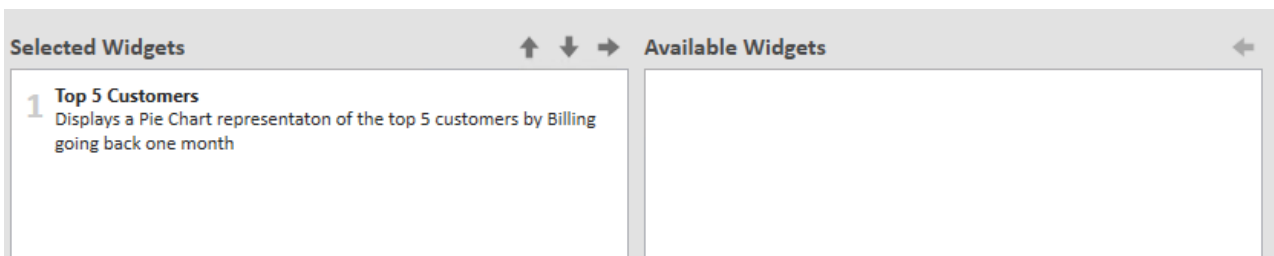 Selected Widgets
Available Widgets
1
Top 5 Customers
Displays a Pie Chart representaton of the top 5 customers by Billing
going back one month